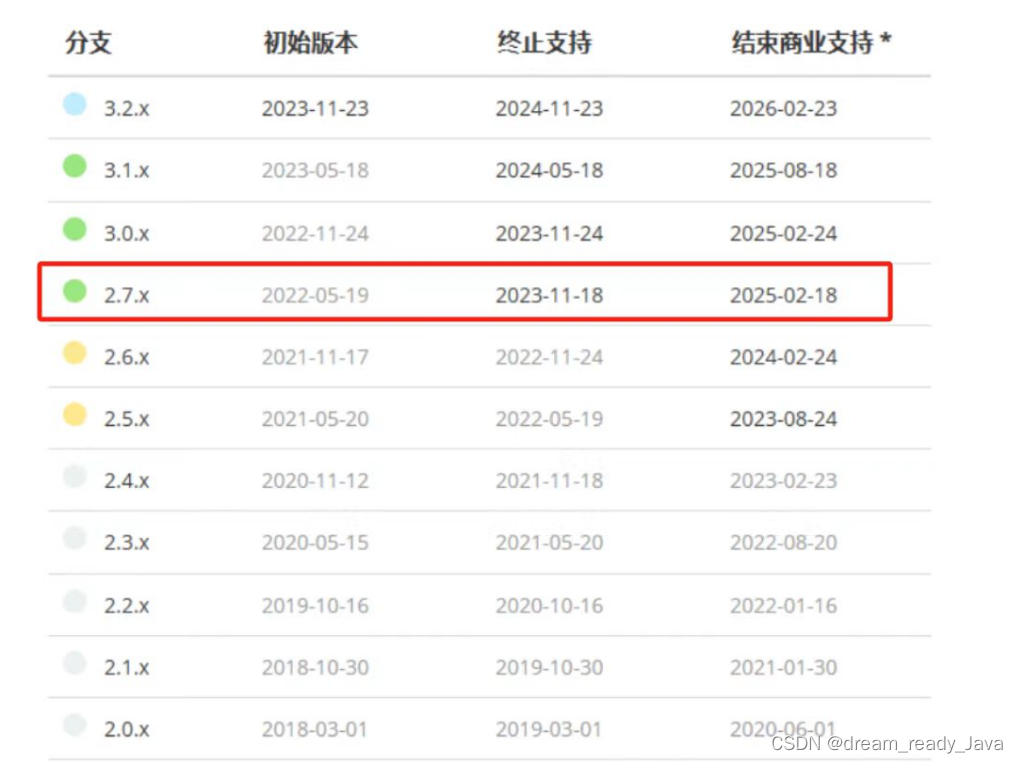 分支 初始版本 终止支持 结束商业支持 *
3.2.x 2023-11-23 2024-11-23 2026-02-23
3.1.x 2023-05-18 2024-05-18 2025-08-18
3.0.x 2022-11-24 2023-11-24 2025-02-24
2.7.x 2022-05-19 2023-11-18 2025-02-18
2.6.x 2021-11-17 2022-11-24 2024-02-24
2.5.x 2021-05-20 2022-05-19 2023-08-24
2.4.x 2020-11-12 2021-11-18 2023-02-23
2.3.x 2020-05-15 2021-05-20 2022-08-20
2.2.x 2019-10-16 2020-10-16 2022-01-16
2.1.x 2018-10-30 2019-10-30 2021-01-30
2.0.x 2018-03-01 2019-03-01 2020-06-01
CSDN @dream_ready_Java